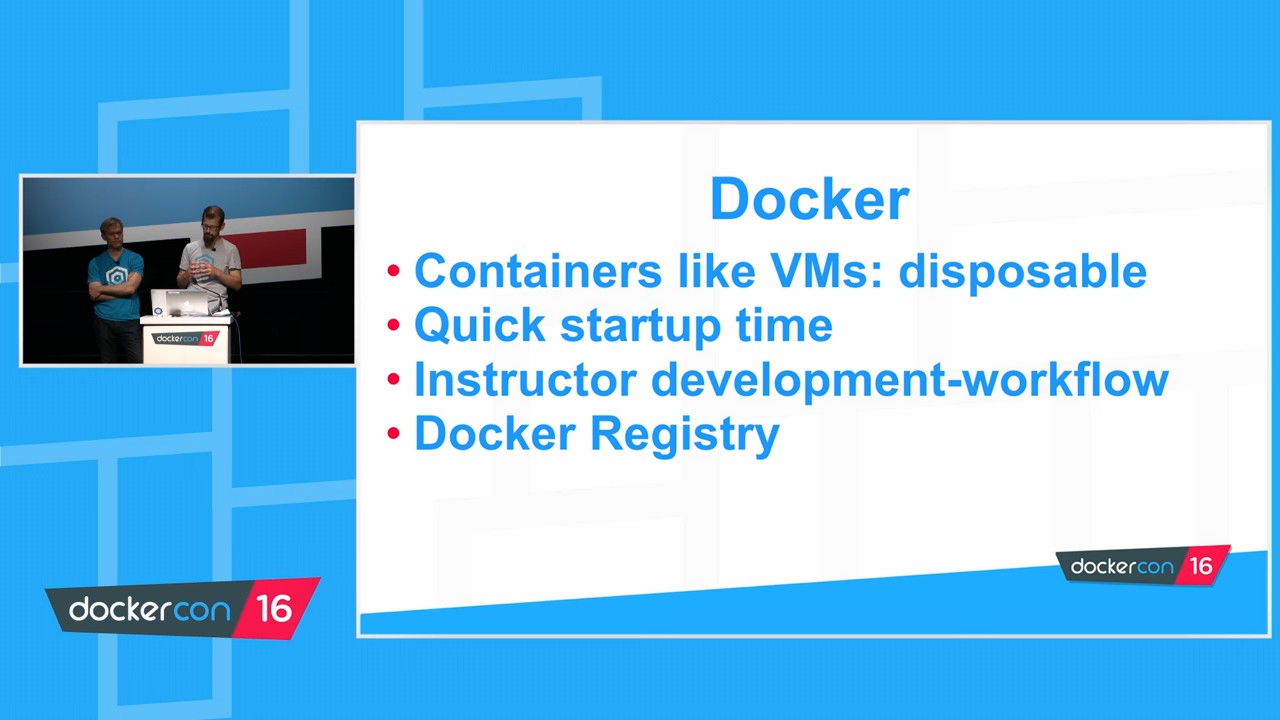 Docker
• Containers like VMs: disposable
• Quick startup time
• Instructor development-workflow
• Docker Registry
dockercon 16
dockercon 16
dockercon 16